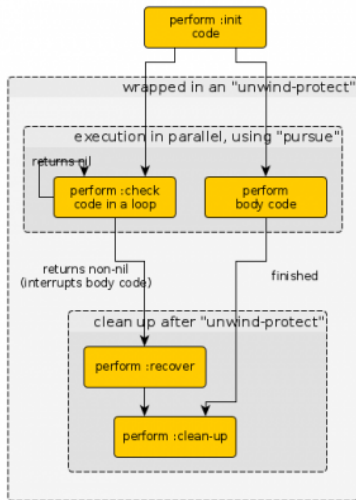 perform :init
code
wrapped in an "unwind-protect"
execution in parallel, using "pursue"
returns nil
perform :check
code in a loop
perform
body code
returns non-nil
(interrupts body code)
finished
clean up after "unwind-protect"
perform :recover
perform :clean-up